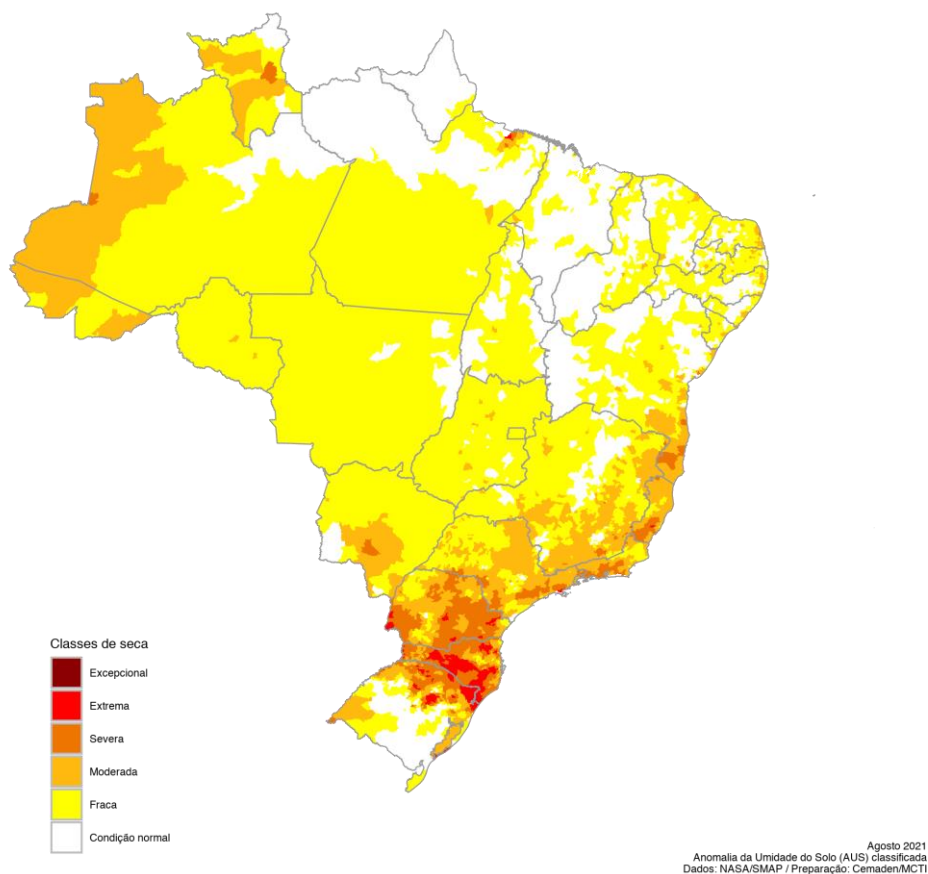 Classes de seca
Excepcional
Extrema
Severa
Moderada
Fraca
Condição normal
Agosto 2021
Anomalia da Umidade do Solo (AUS) classificada
Dados: NASA/SMAP / Preparação: Cemaden/MCTI